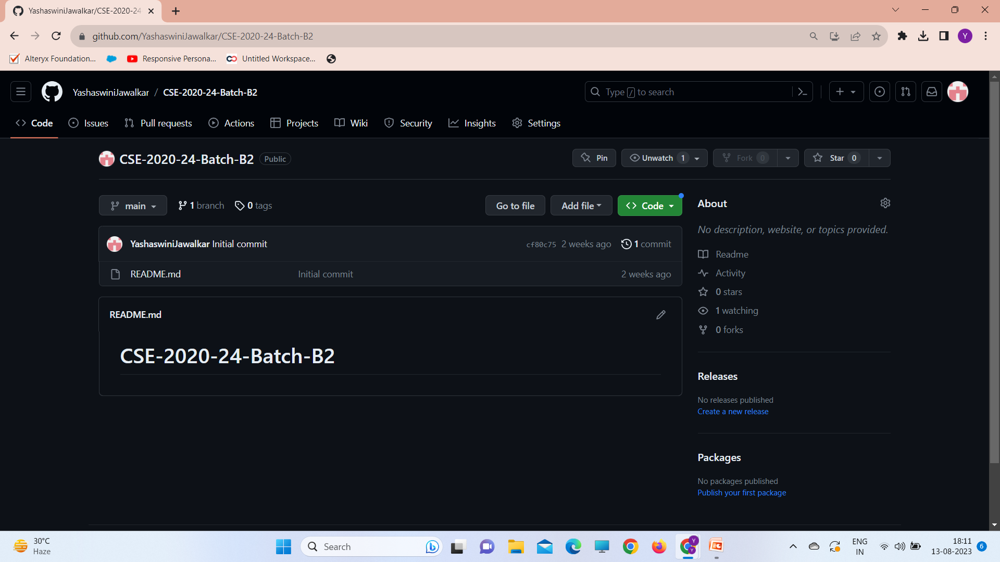 YashaswiniJawalkar/CSE-2020-24
github.com/YashaswiniJawalkar/CSE-2020-24-Batch-B2
Y
Alteryx Foundation...
Responsive Persona...
Untitled Workspace...
YashaswiniJawalkar / CSE-2020-24-Batch-B2
Type / to search
Code
Issues
Pull requests
Actions
Projects
Wiki
Security
Insights
Settings
CSE-2020-24-Batch-B2 Public
Pin
Unwatch 1
Fork 0
Star 0
main
1 branch
0 tags
Go to file
Add file
Code
YashaswiniJawalkar Initial commit
cf80c75 2 weeks ago
1 commit
README.md
Initial commit
2 weeks ago
README.md
CSE-2020-24-Batch-B2
About
No description, website, or topics provided.
Readme
Activity
0 stars
1 watching
0 forks
Releases
No releases published
Create a new release
Packages
No packages published
Publish your first package
30°C
Haze
Search
Y
Y
ENG
IN
18:11
13-08-2023
6